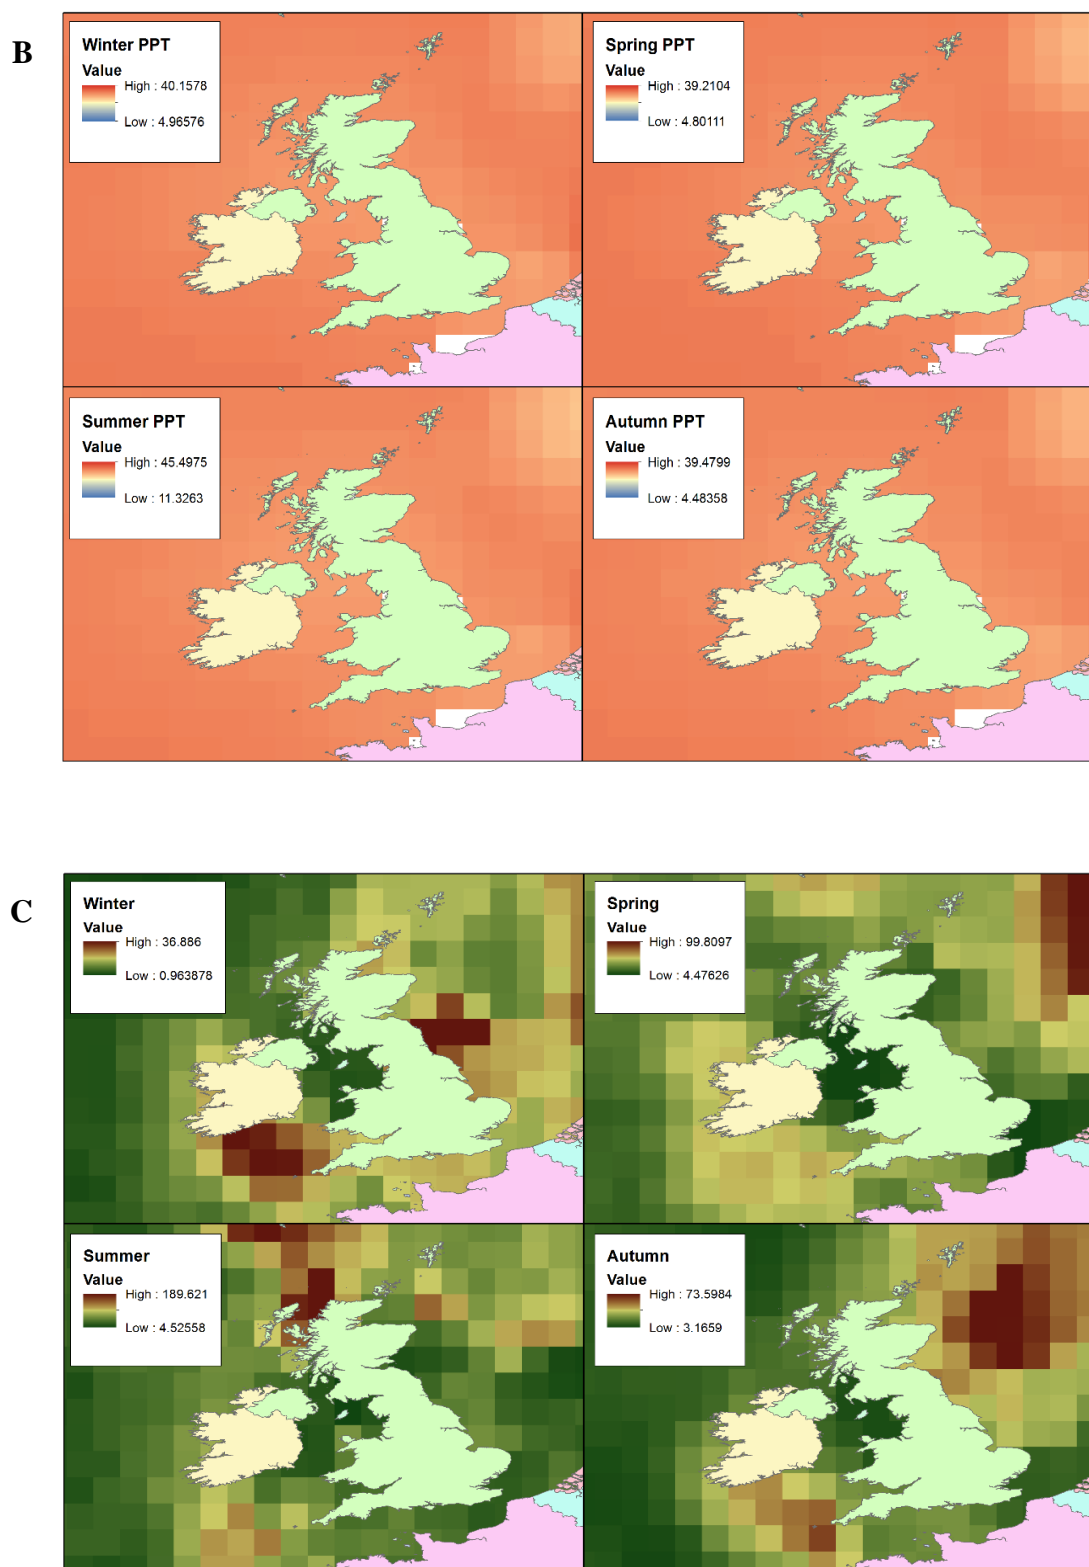 B
Winter PPT
Value
High : 40.1578
Low : 4.96576
Spring PPT
Value
High : 39.2104
Low : 4.80111
Summer PPT
Value
High : 45.4975
Low : 11.3263
Autumn PPT
Value
High : 39.4799
Low : 4.48358
C
Winter
Value
High : 36.886
Low : 0.963878
Spring
Value
High : 99.8097
Low : 4.47626
Summer
Value
High : 189.621
Low : 4.52558
Autumn
Value
High : 73.5984
Low : 3.1659